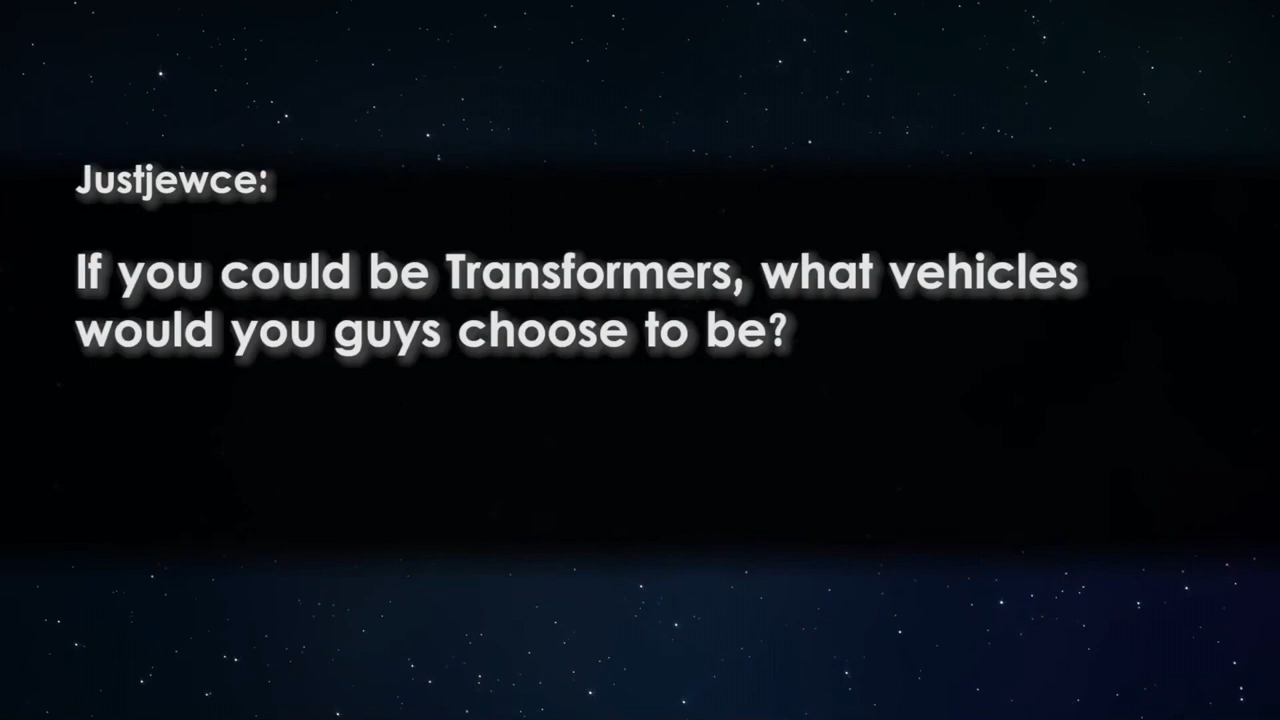 Justjewce:
If you could be Transformers, what vehicles
would you guys choose to be?